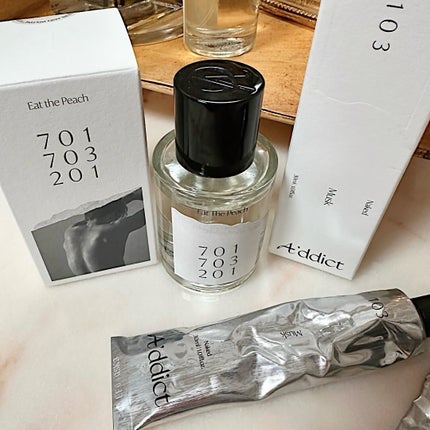 Eat the Peach
701
703
201
Eat The Peach
701
703
201
103
Naked
Musk
A'ddict
103
Musk
Naked
A'ddict